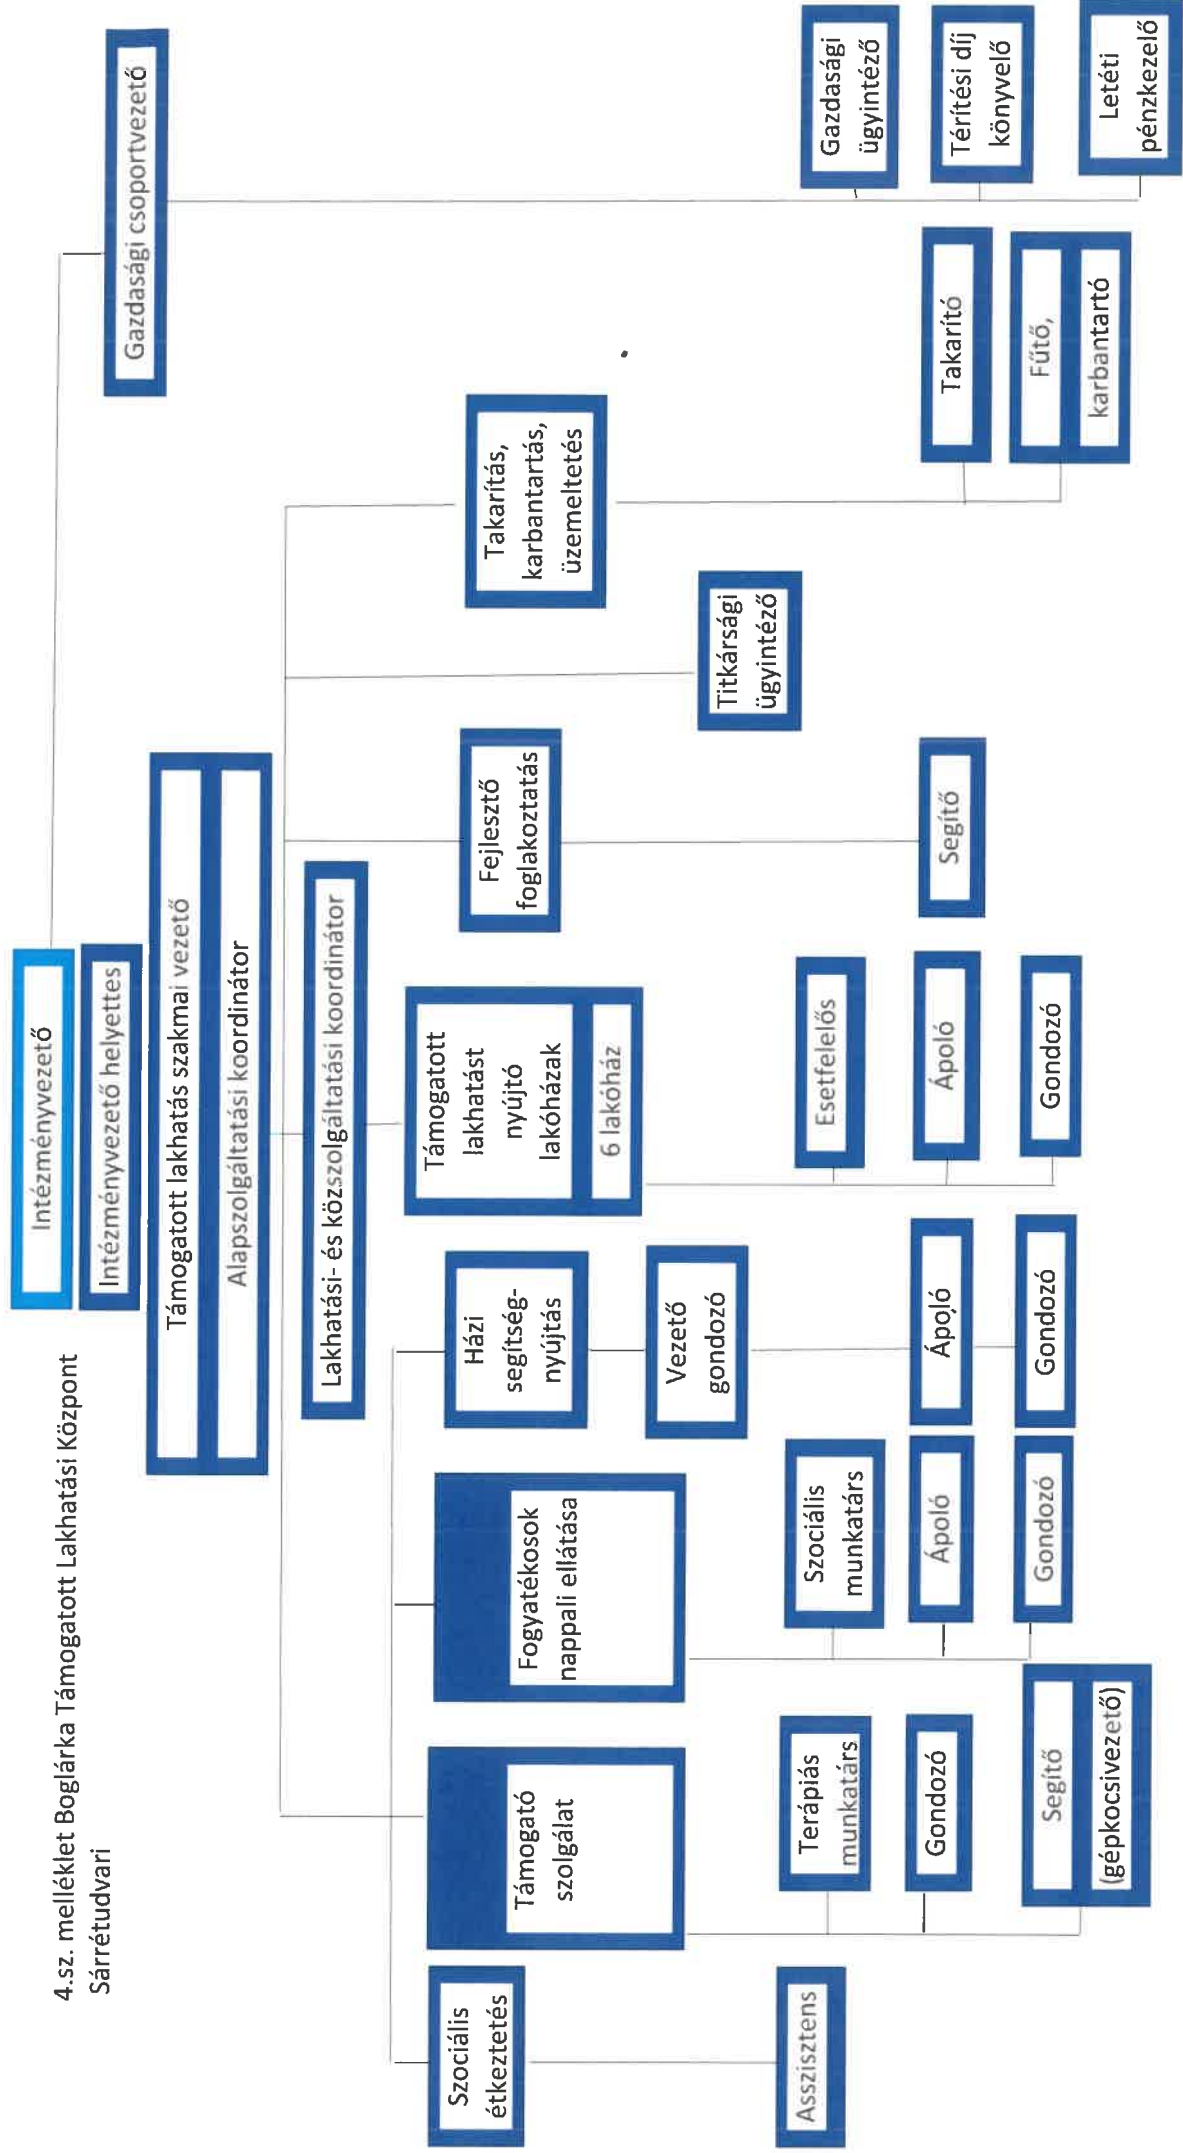 4.sz. melléklet Boglárka Támogatott Lakhatási Központ
Sárrétudvari
Intézményvezető
Intézményvezető helyettes
Támogatott lakhatás szakmai vezető
Alapszolgáltatási koordinátor
Gazdasági csoportvezető
Lakhatási- és közszolgáltatási koordinátor
Szociális
étkeztetés
Támogató
szolgálat
Fogyatékosok
nappali ellátása
Házi
segítség-
nyújtás
Támogatott
lakhatást
nyújtó
lakóházak
6 lakóház
Fejlesztő
foglakoztatás
Takarítás,
karbantartás,
üzemeltetés
Vezető
gondozó
Titkársági
ügyintéző
Asszisztens
Terápiás
munkatárs
Gondozó
Segítő
(gépkocsivezető)
Szociális
munkatárs
Ápoló
Gondozó
Ápoló
Gondozó
Esetfelelős
Ápoló
Gondozó
Segítő
Takarító
Fűtő,
karbantartó
Gazdasági
ügyintéző
Térítési díj
könyvelő
Letéti
pénzkezelő